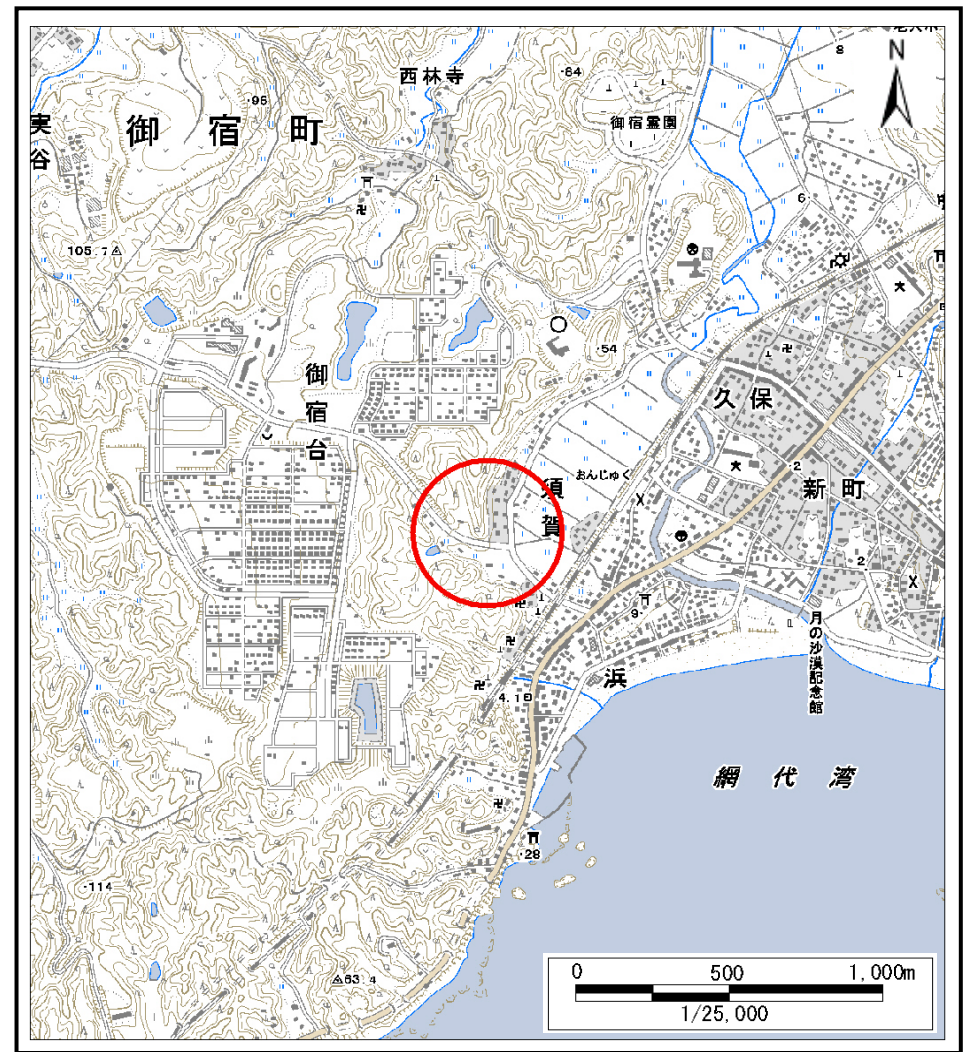 西林寺
・64
8
N
・96
実谷
御宿町
御宿霊園
6
105.7
・54
御宿台
久保
おんじゅく
須賀
2
新町
2
9
浜
4.1
月の沙漠記念館
網代湾
・28
・114
63.4
0 500 1,000m
1/25,000